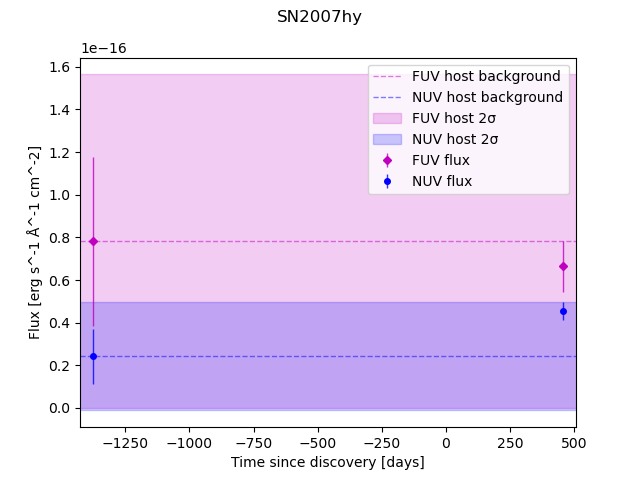 SN2007hy
1e−16
1.6
1.4
1.2
1.0
0.8
0.6
0.4
0.2
0.0
Flux [erg s^-1 Å^-1 cm^-2]
FUV host background
NUV host background
FUV host 2σ
NUV host 2σ
FUV flux
NUV flux
−1250 −1000 −750 −500 −250 0 250 500
Time since discovery [days]